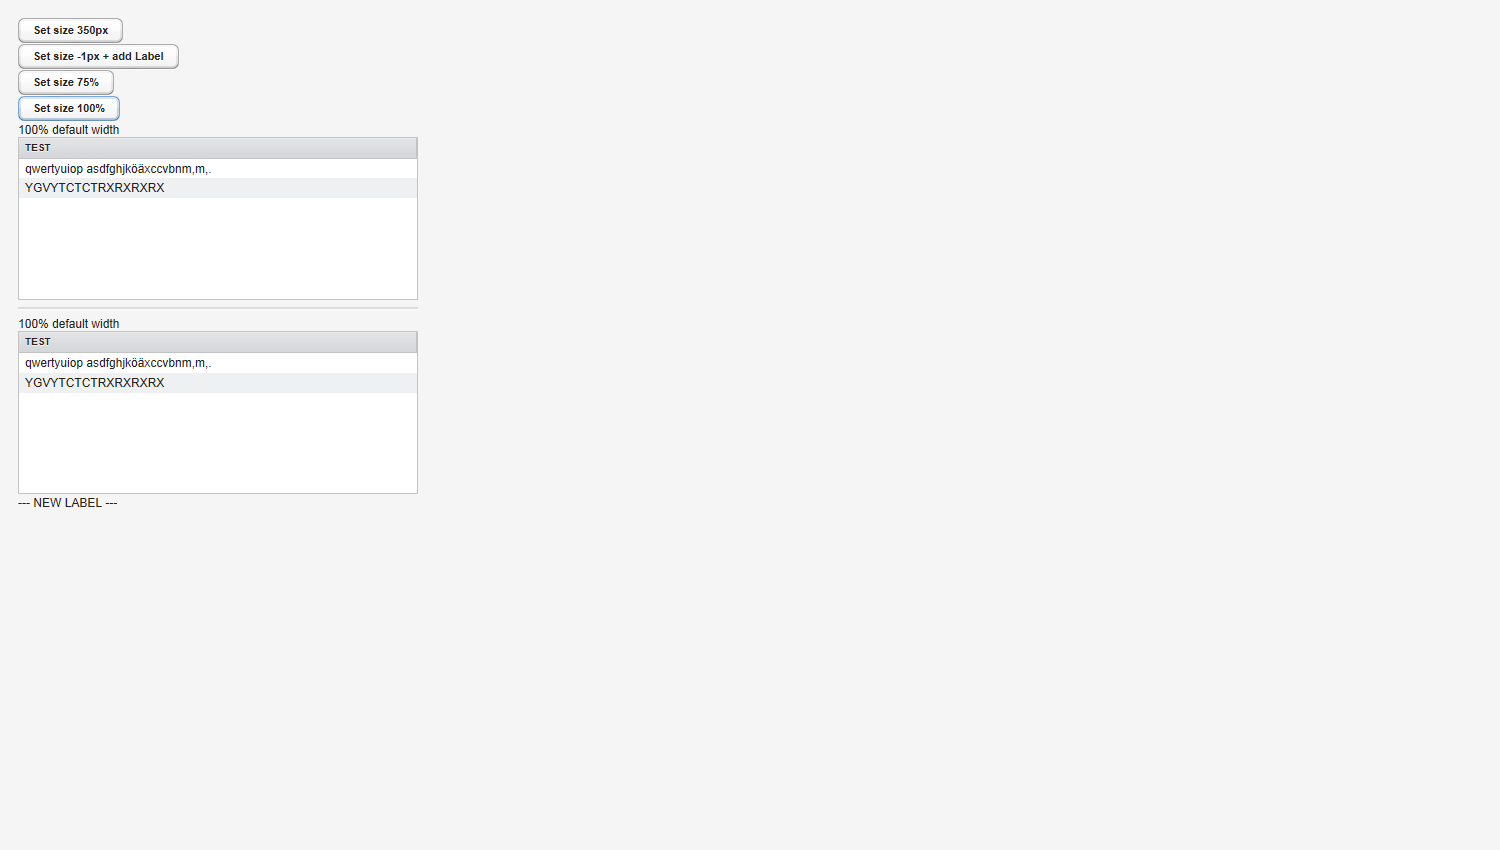 Set size 350px
Set size -1px + add Label
Set size 75%
Set size 100%
100% default width
TEST
qwertyuiop asdfghjköäxccvbnm,m,.
YGVYTCTCTRXRXRXRX
100% default width
TEST
qwertyuiop asdfghjköäxccvbnm,m,.
YGVYTCTCTRXRXRXRX
--- NEW LABEL ---